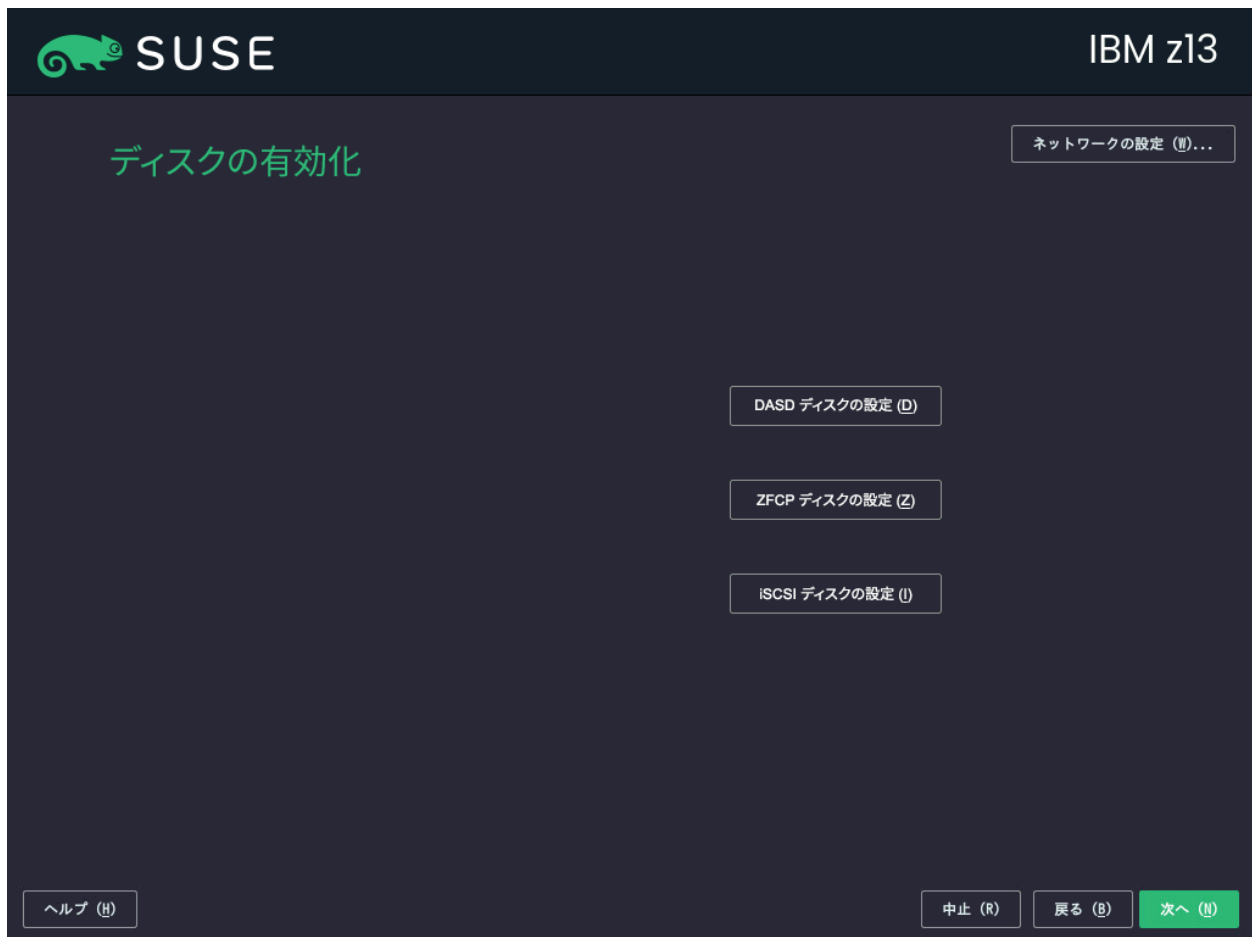 SUSE
IBM z13
ディスクの有効化
ネットワークの設定 (W)...
DASD ディスクの設定 (D)
ZFCP ディスクの設定 (Z)
iSCSI ディスクの設定 (I)
ヘルプ (H)
中止 (R)
戻る (B)
次へ (N)